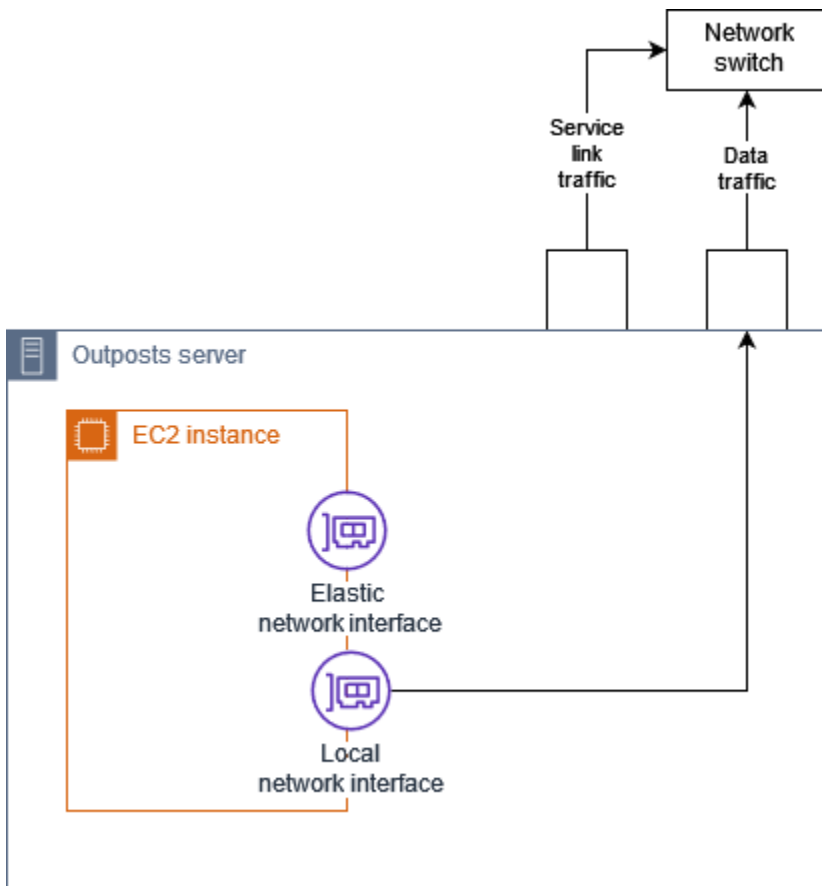 Network
switch
Service
link
traffic
Data
traffic
Outposts server
EC2 instance
Elastic
network interface
Local
network interface